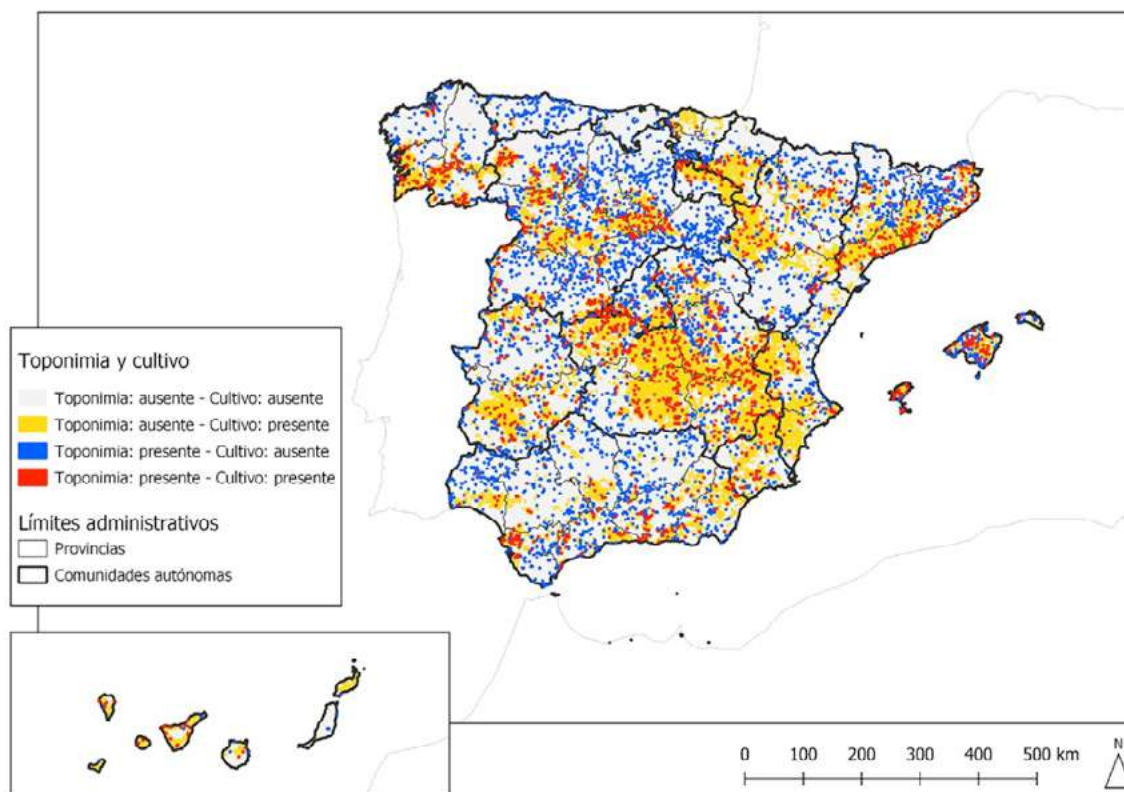 Toponimia y cultivo
Toponimia: ausente - Cultivo: ausente
Toponimia: ausente - Cultivo: presente
Toponimia: presente - Cultivo: ausente
Toponimia: presente - Cultivo: presente
Límites administrativos
Provincias
Comunidades autónomas
0 100 200 300 400 500 km
N